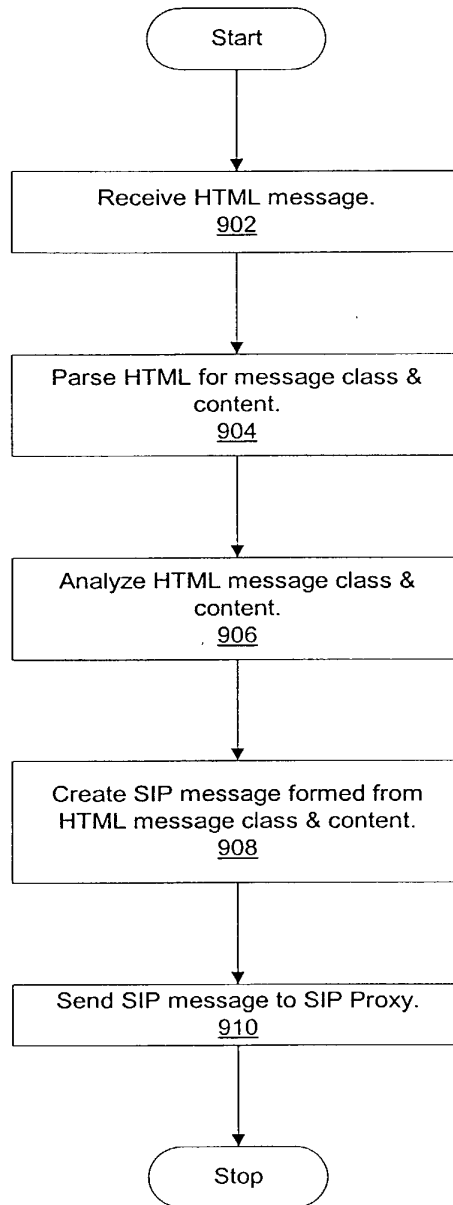 Start
Receive HTML message.
902
Parse HTML for message class &
content.
904
Analyze HTML message class &
content.
906
Create SIP message formed from
HTML message class & content.
908
Send SIP message to SIP Proxy.
910
Stop